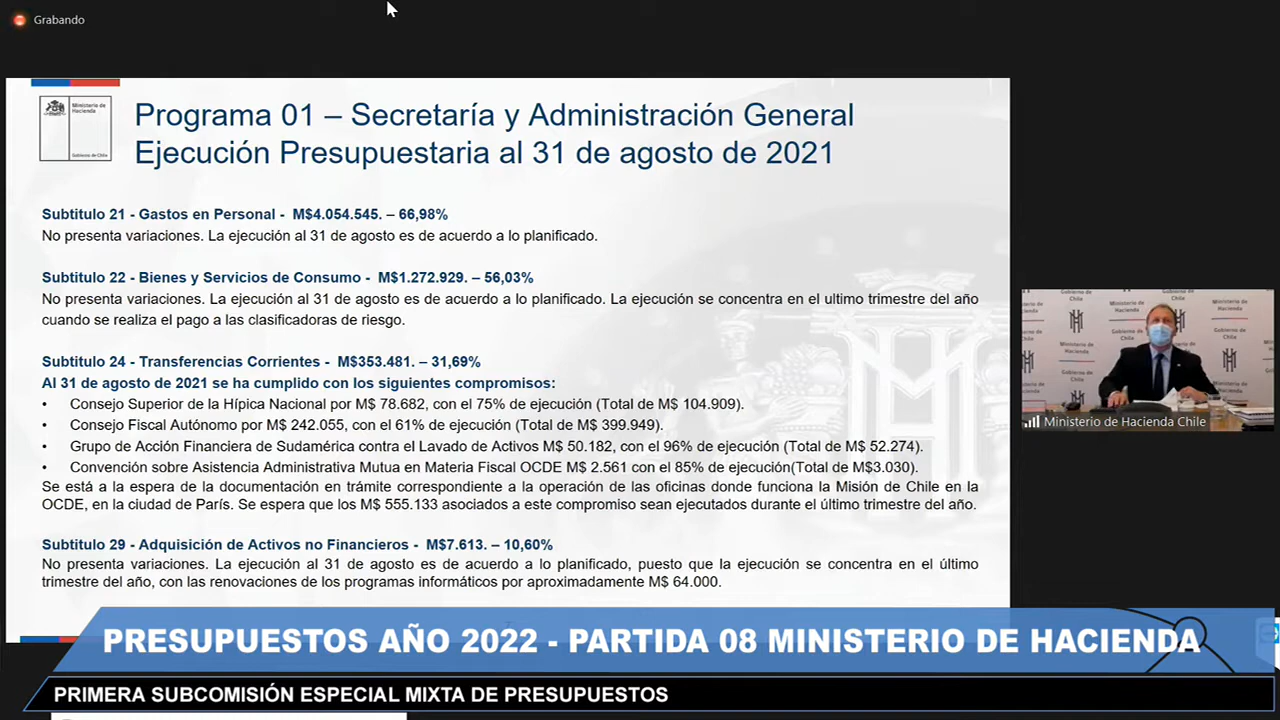 Grabando
Ministerio de
Hacienda
Gobierno de Chile
Programa 01 – Secretaría y Administración General
Ejecución Presupuestaria al 31 de agosto de 2021
Subtitulo 21 - Gastos en Personal - M$4.054.545. – 66,98%
No presenta variaciones. La ejecución al 31 de agosto es de acuerdo a lo planificado.
Subtitulo 22 - Bienes y Servicios de Consumo - M$1.272.929. – 56,03%
No presenta variaciones. La ejecución al 31 de agosto es de acuerdo a lo planificado. La ejecución se concentra en el ultimo trimestre del año
cuando se realiza el pago a las clasificadoras de riesgo.
Subtitulo 24 - Transferencias Corrientes - M$353.481. – 31,69%
Al 31 de agosto de 2021 se ha cumplido con los siguientes compromisos:
• Consejo Superior de la Hípica Nacional por M$ 78.682, con el 75% de ejecución (Total de M$ 104.909).
• Consejo Fiscal Autónomo por M$ 242.055, con el 61% de ejecución (Total de M$ 399.949).
• Grupo de Acción Financiera de Sudamérica contra el Lavado de Activos M$ 50.182, con el 96% de ejecución (Total de M$ 52.274).
• Convención sobre Asistencia Administrativa Mutua en Materia Fiscal OCDE M$ 2.561 con el 85% de ejecución(Total de M$3.030).
Se está a la espera de la documentación en trámite correspondiente a la operación de las oficinas donde funciona la Misión de Chile en la
OCDE, en la ciudad de París. Se espera que los M$ 555.133 asociados a este compromiso sean ejecutados durante el último trimestre del año.
Subtitulo 29 - Adquisición de Activos no Financieros - M$7.613. – 10,60%
No presenta variaciones. La ejecución al 31 de agosto es de acuerdo a lo planificado, puesto que la ejecución se concentra en el último
trimestre del año, con las renovaciones de los programas informáticos por aproximadamente M$ 64.000.
Ministerio de Hacienda Chile
PRESUPUESTOS AÑO 2022 - PARTIDA 08 MINISTERIO DE HACIENDA
PRIMERA SUBCOMISIÓN ESPECIAL MIXTA DE PRESUPUESTOS